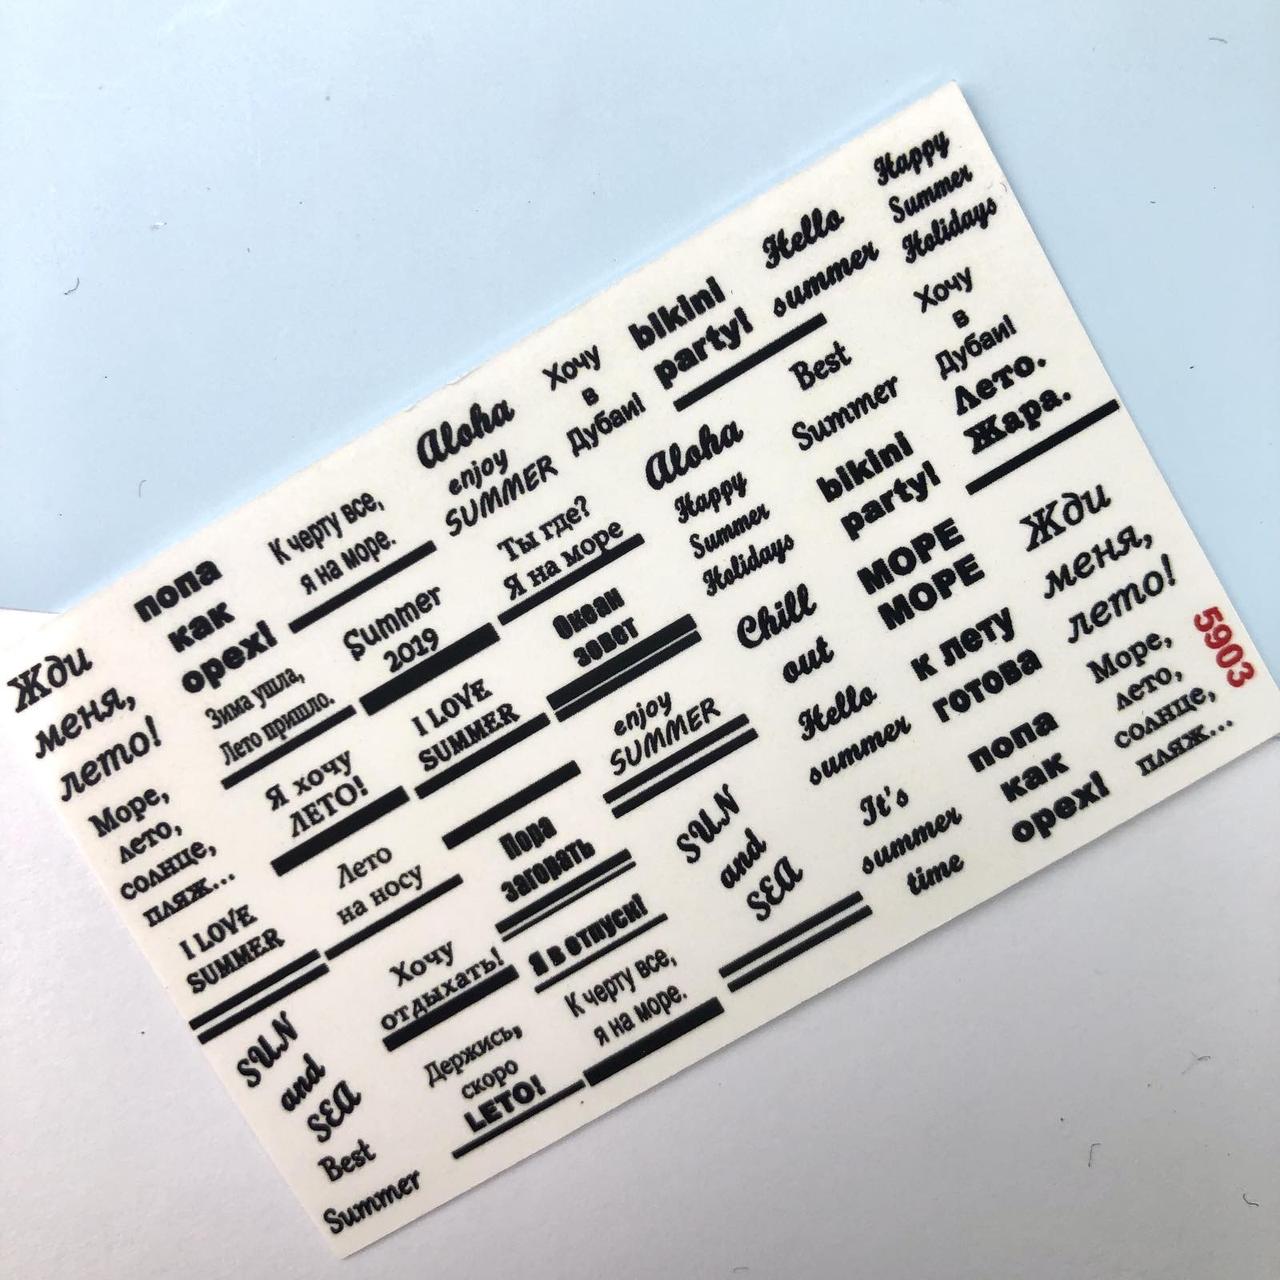 Жди
меня,
лето!
Море,
лето,
солнце,
пляж...
I LOVE
SUMMER
SUN
and
SEA
Best
Summer
попа
как
орех!
Зима ушла,
Лето пришло.
Я хочу
ЛЕТО!
Лето
на носу
Хочу
отдыхать!
Держись,
скоро
LETO!
К черту все,
я на море.
Summer
2019
I LOVE
SUMMER
Пора
загорать
Я в отпуск!
К черту все,
я на море.
Aloha
enjoy
SUMMER
Ты где?
Я на море
Океан
зовет
enjoy
SUMMER
SUN
and
SEA
Хочу
в
Дубаи!
bikini
party!
Aloha
Happy
Summer
Holidays
Chill
out
Hello
summer
It's
summer
time
Hello
summer
Best
Summer
bikini
party!
МОРЕ
МОРЕ
к лету
готова
попа
как
орех!
Happy
Summer
Holidays
Хочу
в
Дубаи!
Лето.
Жара.
Жди
меня,
лето!
Море,
лето,
солнце,
пляж...
5903